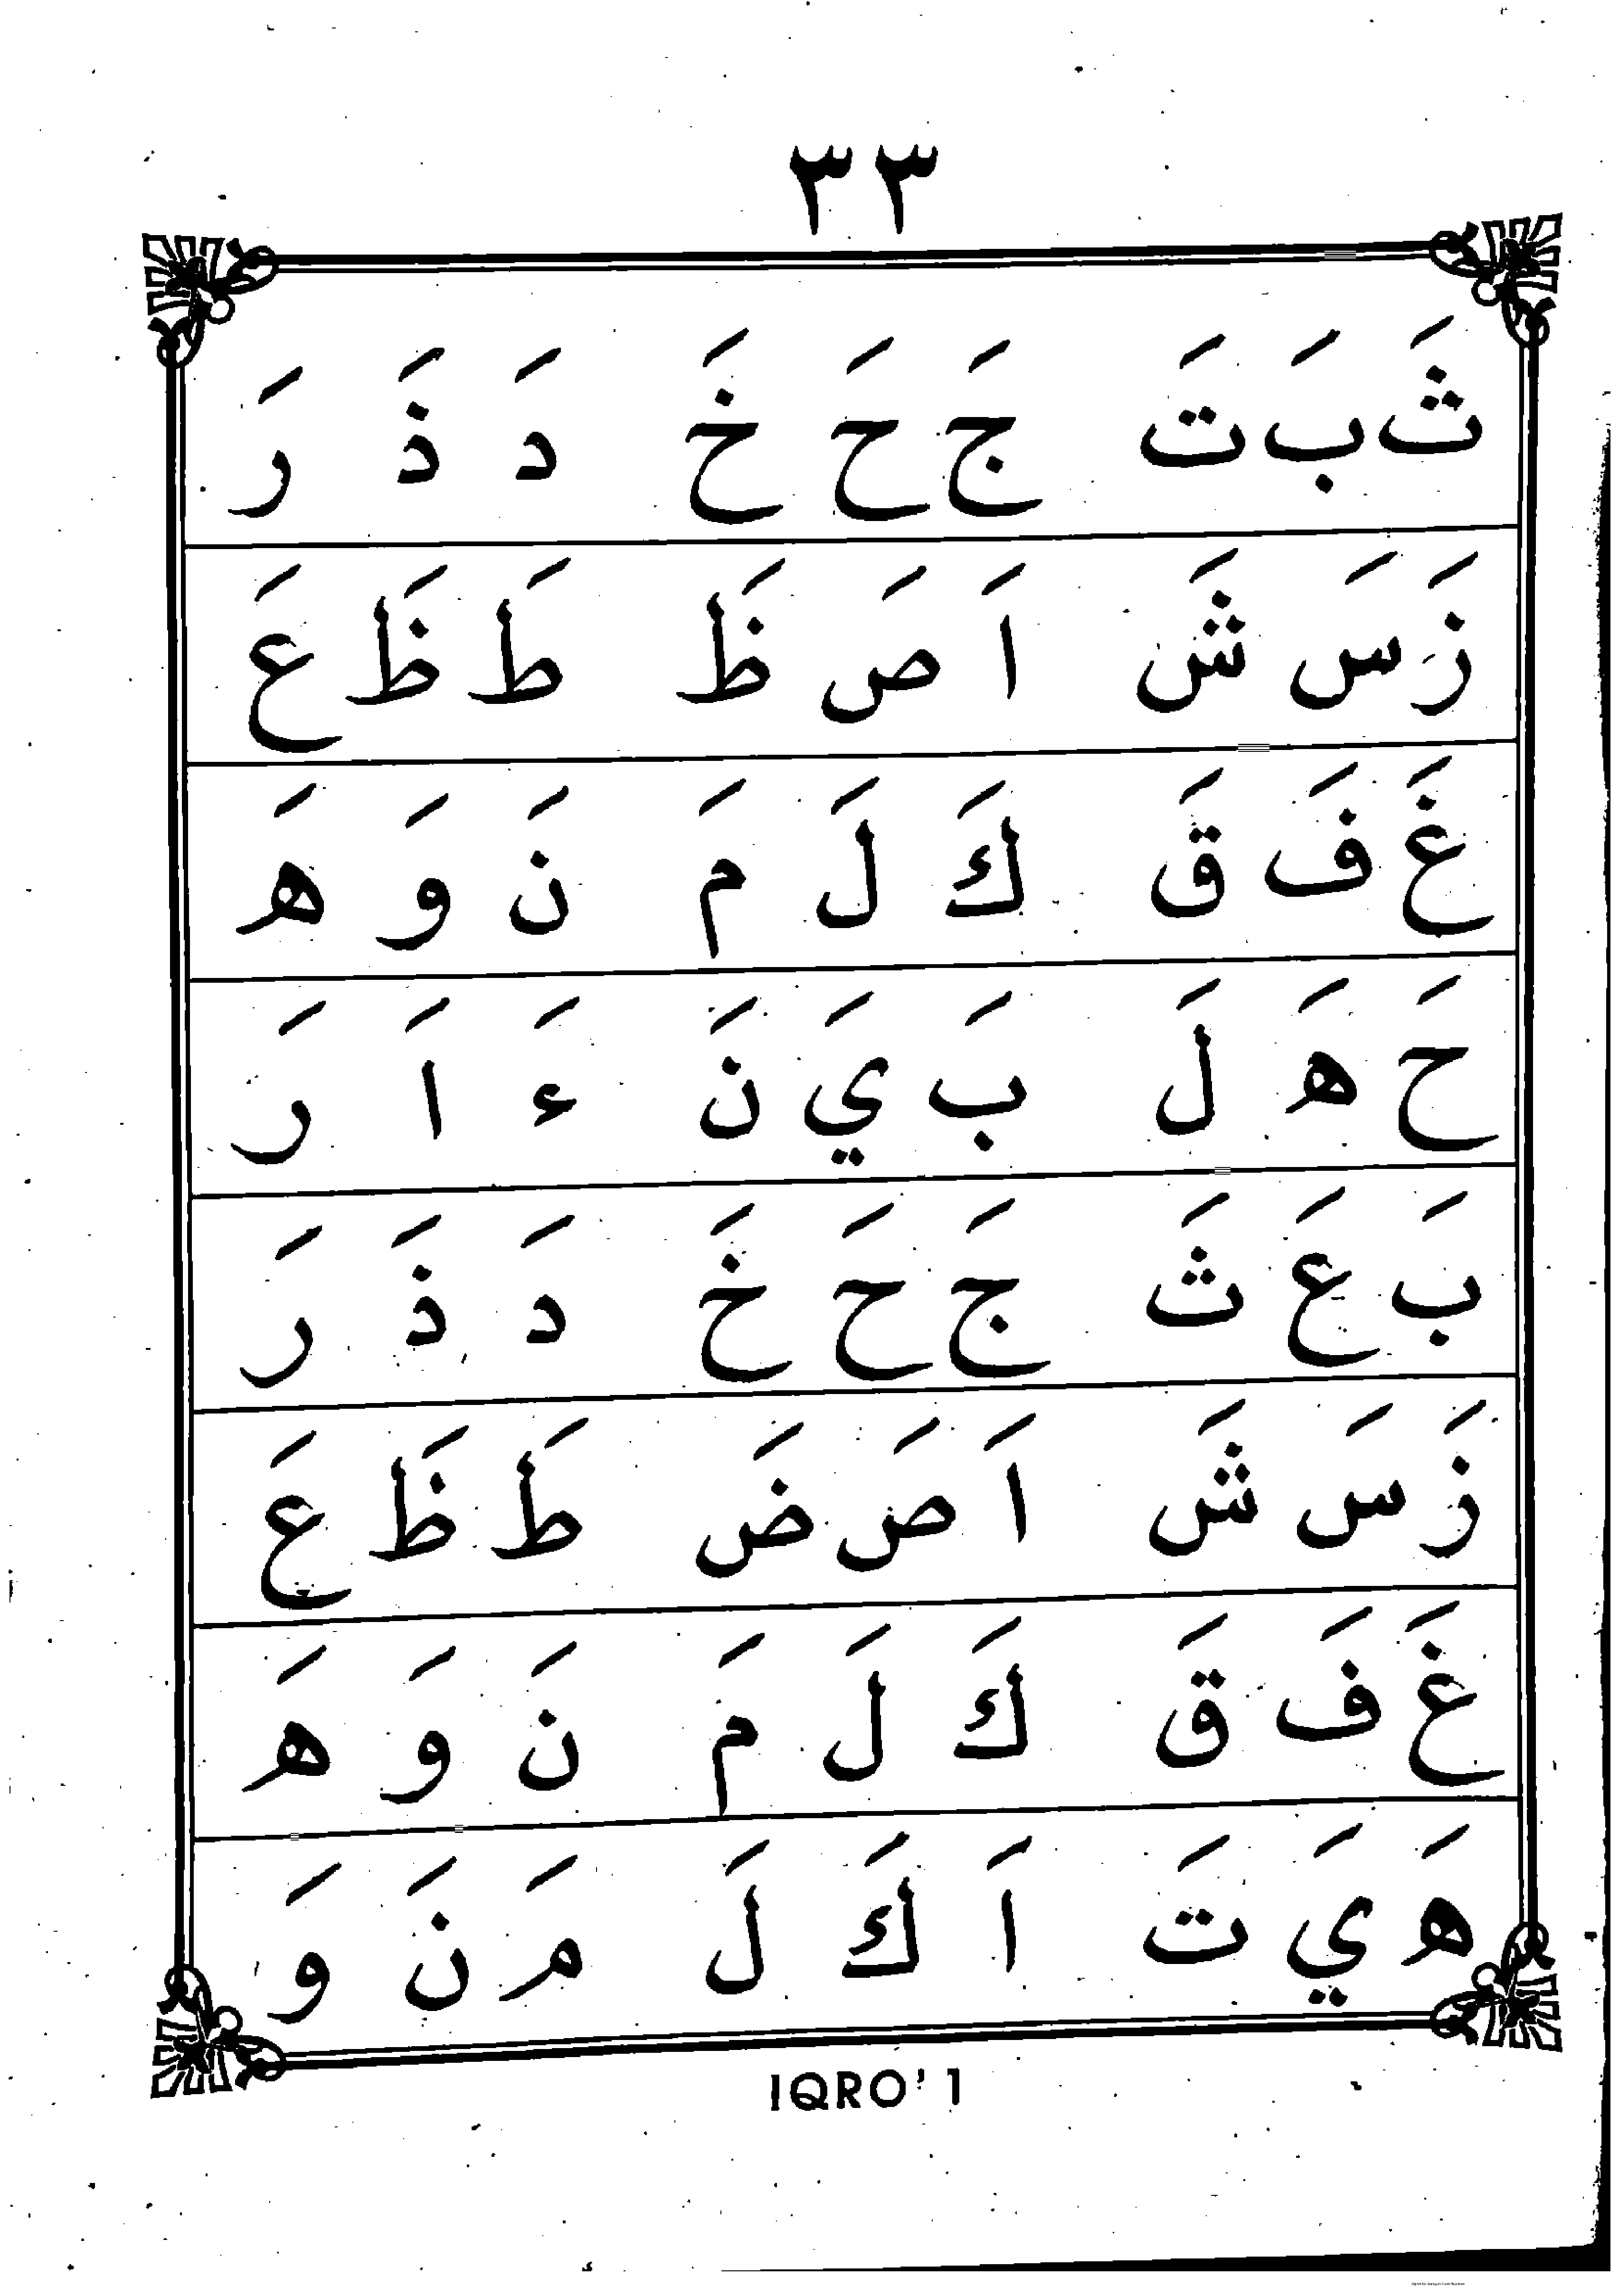 ٣٣
ثَ بَ تَ جَ حَ خَ دَ ذَ رَ
زَ سَ شَ اَ صَ ظَ طَ ظَ عَ
غَ فَ قَ كَ لَ مَ نَ وَ هَ
حَ هَ لَ بَ يَ نَ ءَ اَ رَ
بَ عَ ثَ جَ حَ خَ دَ ذَ رَ
زَ سَ شَ اَ صَ ضَ طَ ظَ عَ
غَ فَ قَ كَ لَ مَ نَ وَ هَ
هَ يَ تَ اَ كَ لَ مَ نَ وَ
IQRO' 1